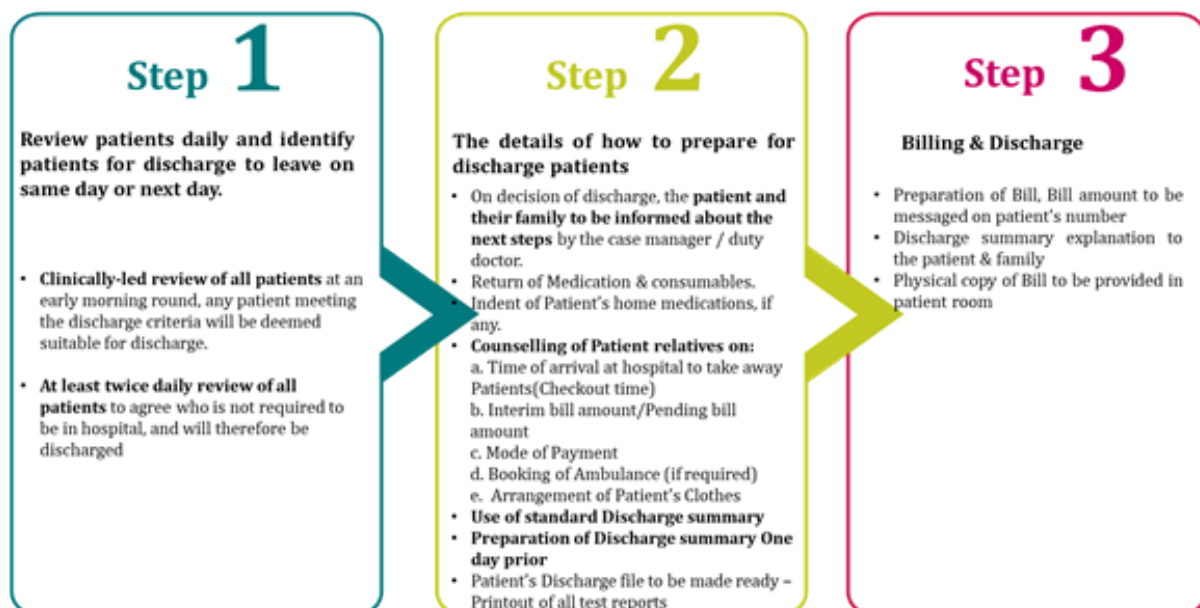 Step 1
Review patients daily and identify
patients for discharge to leave on
same day or next day.
• Clinically-led review of all patients at an
early morning round, any patient meeting
the discharge criteria will be deemed
suitable for discharge.
• At least twice daily review of all
patients to agree who is not required to
be in hospital, and will therefore be
discharged
Step 2
The details of how to prepare for
discharge patients
• On decision of discharge, the patient and
their family to be informed about the
next steps by the case manager / duty
doctor.
• Return of Medication & consumables.
• Indent of Patient's home medications, if
any.
• Counselling of Patient relatives on:
a. Time of arrival at hospital to take away
Patients(Checkout time)
b. Interim bill amount/Pending bill
amount
c. Mode of Payment
d. Booking of Ambulance (if required)
e. Arrangement of Patient's Clothes
• Use of standard Discharge summary
• Preparation of Discharge summary One
day prior
• Patient's Discharge file to be made ready –
Printout of all test reports
Step 3
Billing & Discharge
• Preparation of Bill, Bill amount to be
messaged on patient's number
• Discharge summary explanation to
the patient & family
• Physical copy of Bill to be provided in
patient room